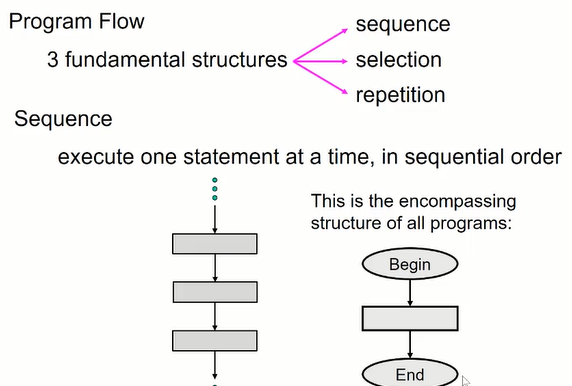 Program Flow
3 fundamental structures
sequence
selection
repetition
Sequence
execute one statement at a time, in sequential order
This is the encompassing
structure of all programs:
Begin
End